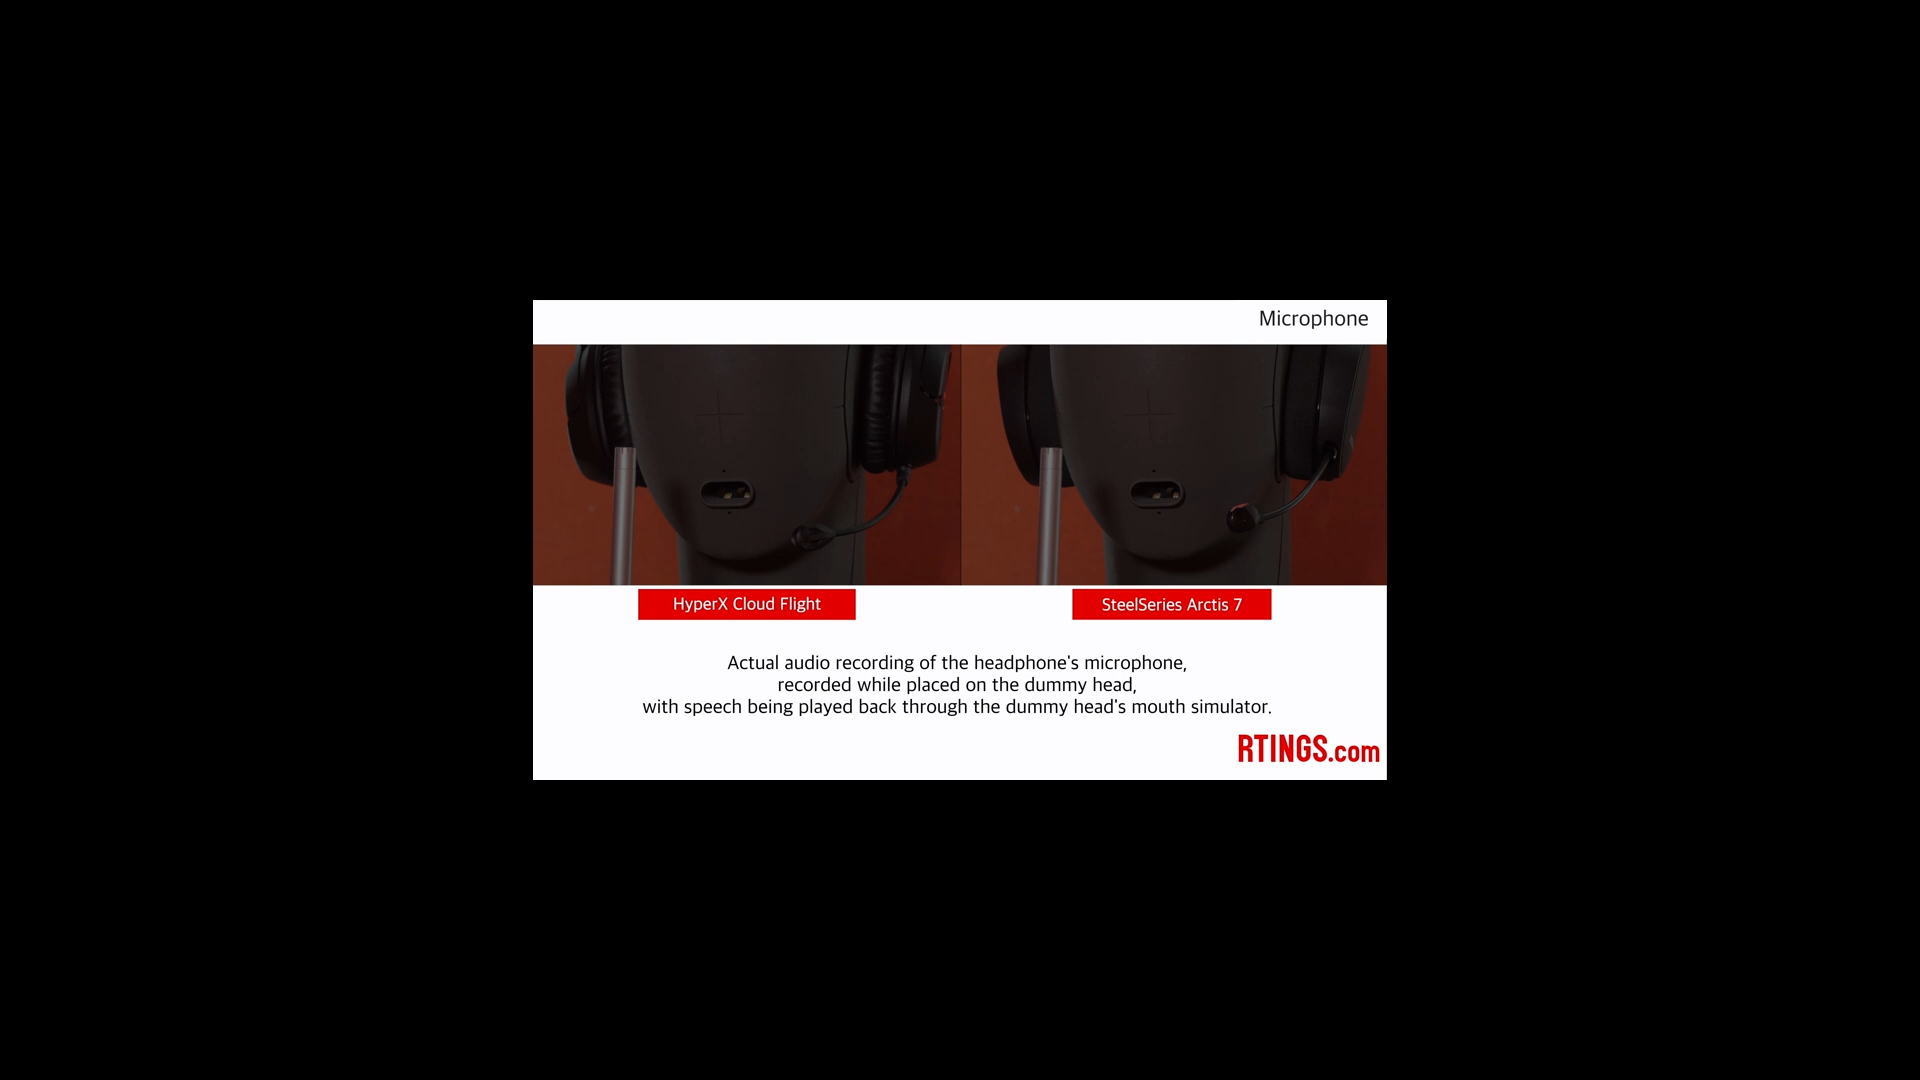 Microphone
HyperX Cloud Flight
SteelSeries Arctis 7
Actual audio recording of the headphone's microphone,
recorded while placed on the dummy head,
with speech being played back through the dummy head's mouth simulator.
RTINGS.com